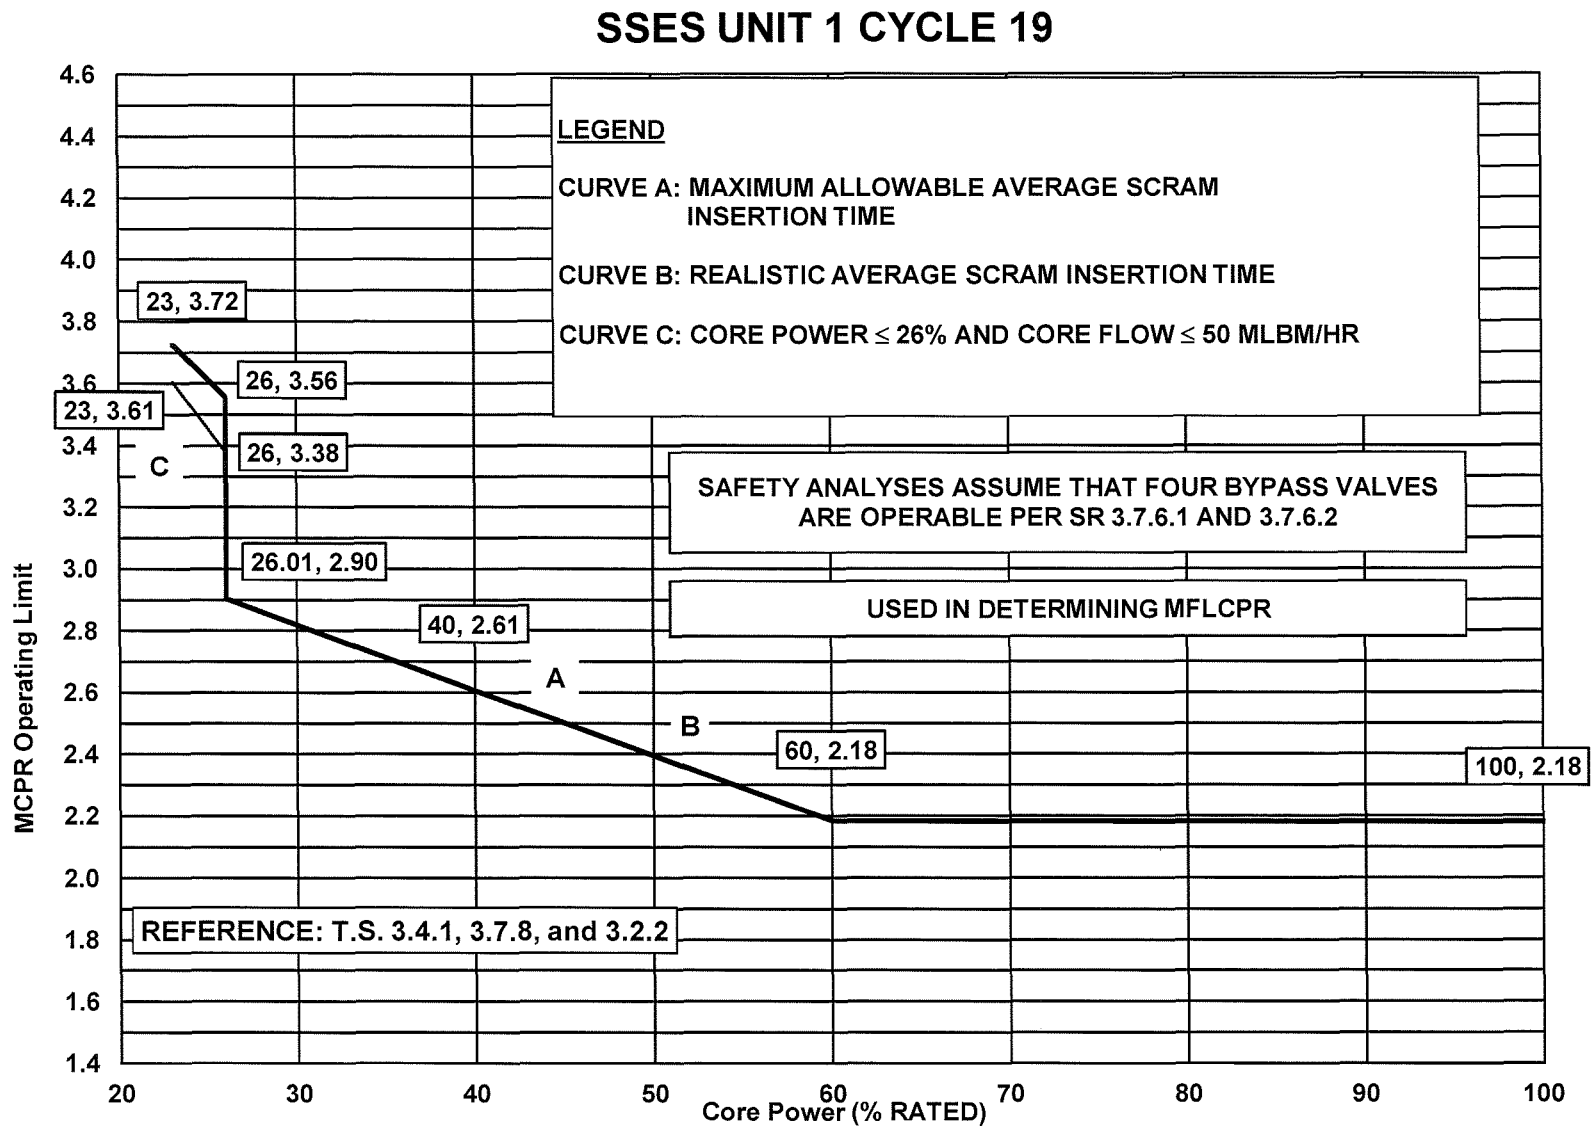 SSES UNIT 1 CYCLE 19
4.6
4.4
4.2
4.0
3.8
3.6
3.4
3.2
3.0
2.8
2.6
2.4
2.2
2.0
1.8
1.6
1.4
MCPR Operating Limit
LEGEND
CURVE A: MAXIMUM ALLOWABLE AVERAGE SCRAM
INSERTION TIME
CURVE B: REALISTIC AVERAGE SCRAM INSERTION TIME
CURVE C: CORE POWER ≤ 26% AND CORE FLOW ≤ 50 MLBM/HR
23, 3.72
26, 3.56
23, 3.61
26, 3.38
C
SAFETY ANALYSES ASSUME THAT FOUR BYPASS VALVES
ARE OPERABLE PER SR 3.7.6.1 AND 3.7.6.2
26.01, 2.90
USED IN DETERMINING MFLCPR
40, 2.61
A
B
60, 2.18
100, 2.18
REFERENCE: T.S. 3.4.1, 3.7.8, and 3.2.2
20 30 40 50 60 70 80 90 100
Core Power (% RATED)